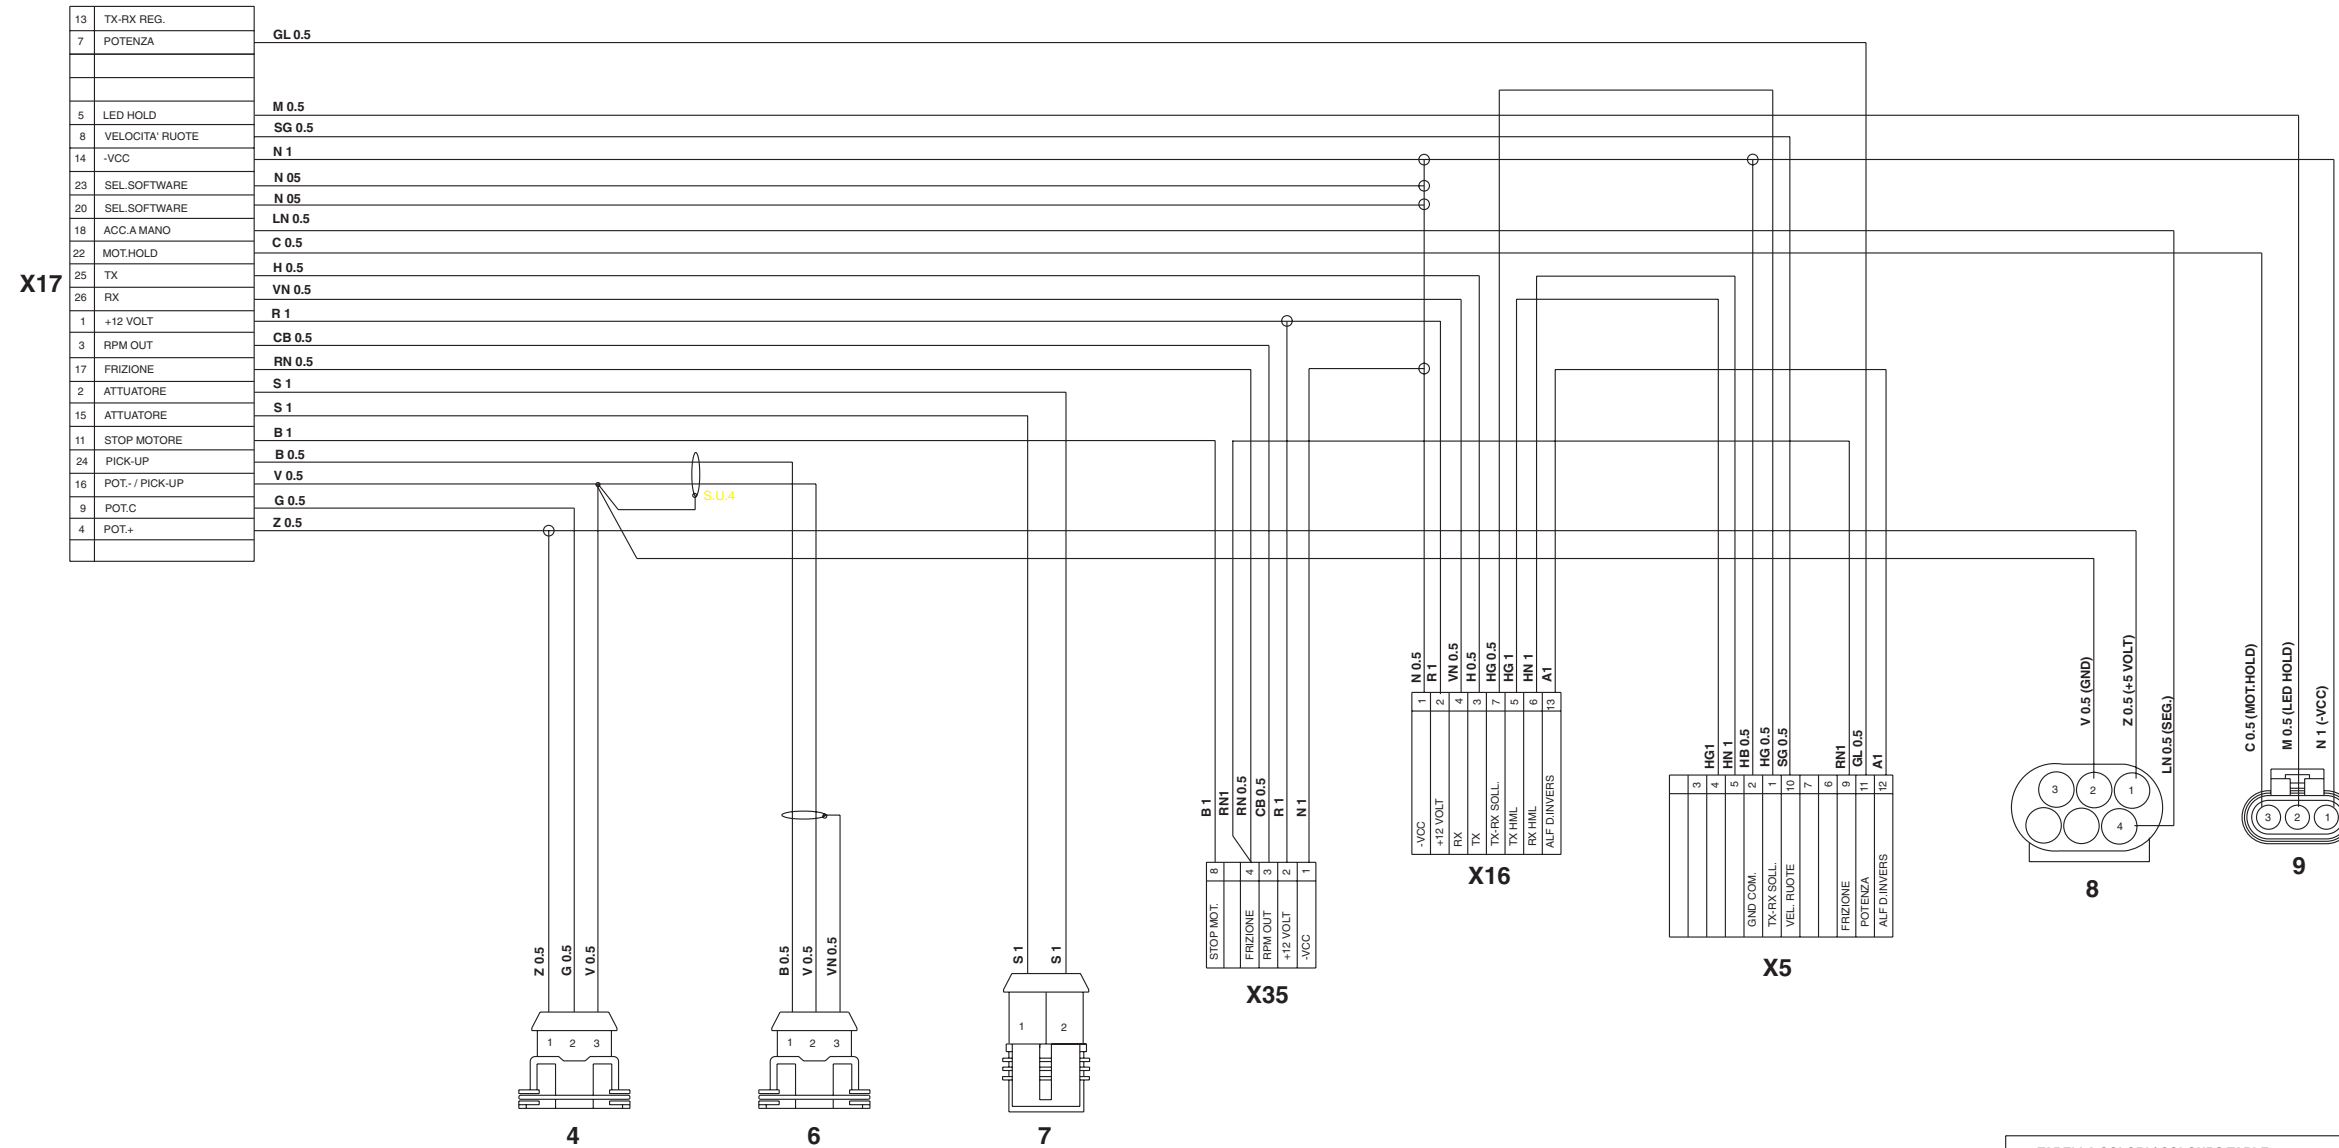 13 TX-RX REG.
7 POTENZA GL 0.5
5 LED HOLD M 0.5
8 VELOCITA' RUOTE SG 0.5
14 -VCC N 1
23 SEL.SOFTWARE N 05
20 SEL.SOFTWARE N 05
18 ACC.A MANO LN 0.5
22 MOT.HOLD C 0.5
25 TX H 0.5
26 RX VN 0.5
1 +12 VOLT R 1
3 RPM OUT CB 0.5
17 FRIZIONE RN 0.5
2 ATTUATORE S 1
15 ATTUATORE S 1
11 STOP MOTORE B 1
24 PICK-UP B 0.5
16 POT.- / PICK-UP V 0.5
9 POT.C G 0.5
4 POT.+ Z 0.5
X17
S.U.4
Z 0.5
G 0.5
V 0.5
1 2 3
4
B 0.5
V 0.5
VN 0.5
1 2 3
6
S 1
S 1
1 2
7
B 1
RN1
RN 0.5
CB 0.5
R 1
N 1
8 STOP MOT.
4 FRIZIONE
3 RPM OUT
2 +12 VOLT
1 -VCC
X35
N 0.5
R 1
VN 0.5
H 0.5
HG 0.5
HG 1
HN 1
A1
1 -VCC
2 +12 VOLT
4 RX
3 TX
7 TX-RX SOLL.
5 TX HML
6 RX HML
13 ALF D.INVERS
X16
HG1
HN 1
HB 0.5
HG 0.5
SG 0.5
RN1
GL 0.5
A1
3
4
5
2 GND COM.
1 TX-RX SOLL.
10 VEL. RUOTE
7
6
9 FRIZIONE
11 POTENZA
12 ALF D.INVERS
X5
V 0.5 (GND)
Z 0.5 (+5 VOLT)
LN 0.5 (SEG.)
3 2 1
4
8
C 0.5 (MOT.HOLD)
M 0.5 (LED HOLD)
N 1 (-VCC)
3 2 1
9